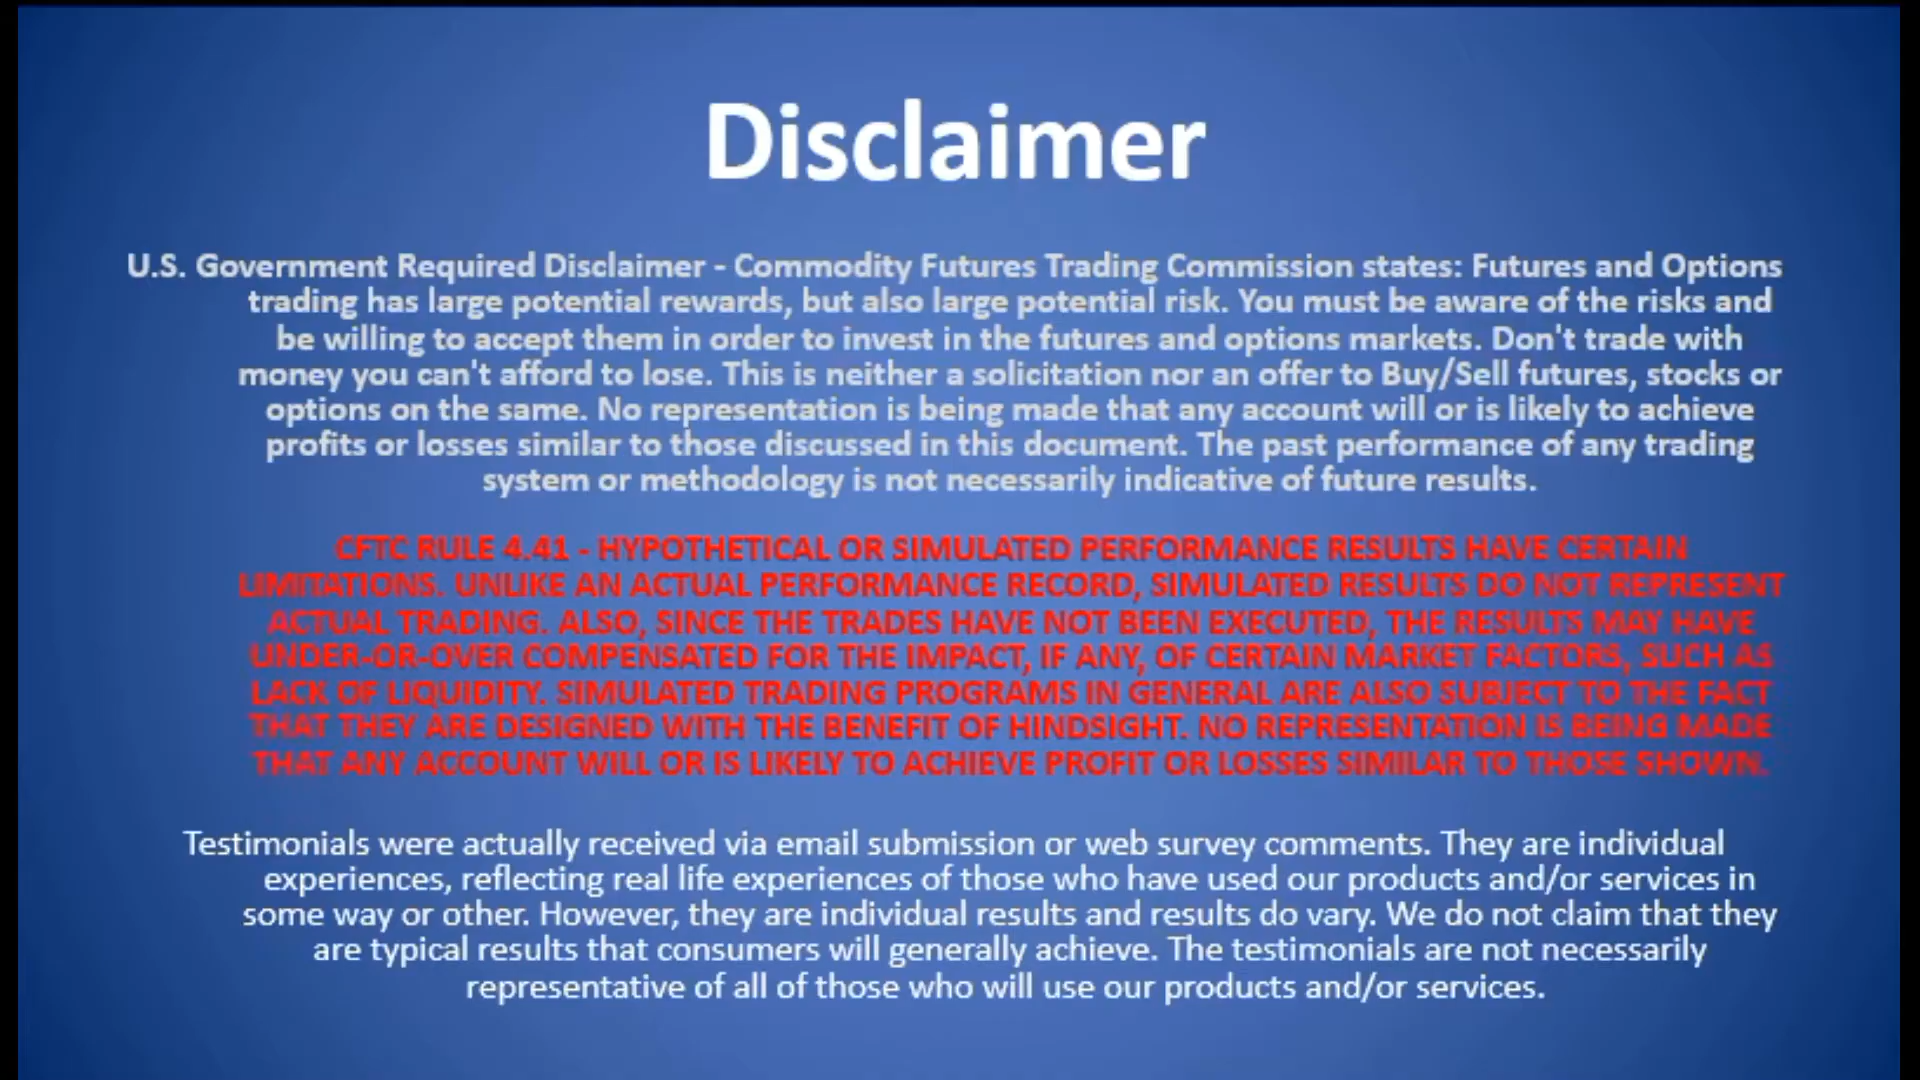 Disclaimer
U.S. Government Required Disclaimer - Commodity Futures Trading Commission states: Futures and Options
trading has large potential rewards, but also large potential risk. You must be aware of the risks and
be willing to accept them in order to invest in the futures and options markets. Don't trade with
money you can't afford to lose. This is neither a solicitation nor an offer to Buy/Sell futures, stocks or
options on the same. No representation is being made that any account will or is likely to achieve
profits or losses similar to those discussed in this document. The past performance of any trading
system or methodology is not necessarily indicative of future results.
CFTC RULE 4.41 - HYPOTHETICAL OR SIMULATED PERFORMANCE RESULTS HAVE CERTAIN
LIMITATIONS. UNLIKE AN ACTUAL PERFORMANCE RECORD, SIMULATED RESULTS DO NOT REPRESENT
ACTUAL TRADING. ALSO, SINCE THE TRADES HAVE NOT BEEN EXECUTED, THE RESULTS MAY HAVE
UNDER-OR-OVER COMPENSATED FOR THE IMPACT, IF ANY, OF CERTAIN MARKET FACTORS, SUCH AS
LACK OF LIQUIDITY. SIMULATED TRADING PROGRAMS IN GENERAL ARE ALSO SUBJECT TO THE FACT
THAT THEY ARE DESIGNED WITH THE BENEFIT OF HINDSIGHT. NO REPRESENTATION IS BEING MADE
THAT ANY ACCOUNT WILL OR IS LIKELY TO ACHIEVE PROFIT OR LOSSES SIMILAR TO THOSE SHOWN.
Testimonials were actually received via email submission or web survey comments. They are individual
experiences, reflecting real life experiences of those who have used our products and/or services in
some way or other. However, they are individual results and results do vary. We do not claim that they
are typical results that consumers will generally achieve. The testimonials are not necessarily
representative of all of those who will use our products and/or services.